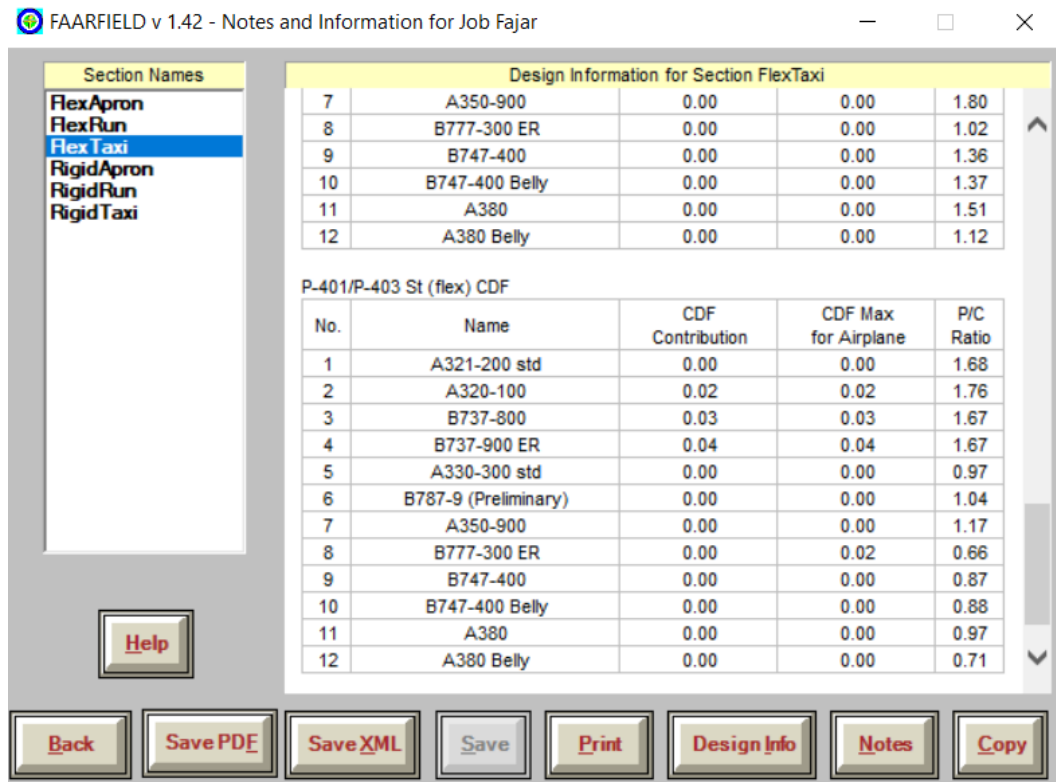 FAARFIELD v 1.42 - Notes and Information for Job Fajar
Section Names
FlexApron
FlexRun
FlexTaxi
RigidApron
RigidRun
RigidTaxi
Help
Design Information for Section FlexTaxi
7 A350-900 0.00 0.00 1.80
8 B777-300 ER 0.00 0.00 1.02
9 B747-400 0.00 0.00 1.36
10 B747-400 Belly 0.00 0.00 1.37
11 A380 0.00 0.00 1.51
12 A380 Belly 0.00 0.00 1.12
P-401/P-403 St (flex) CDF
No. Name CDF Contribution CDF Max for Airplane P/C Ratio
1 A321-200 std 0.00 0.00 1.68
2 A320-100 0.02 0.02 1.76
3 B737-800 0.03 0.03 1.67
4 B737-900 ER 0.04 0.04 1.67
5 A330-300 std 0.00 0.00 0.97
6 B787-9 (Preliminary) 0.00 0.00 1.04
7 A350-900 0.00 0.00 1.17
8 B777-300 ER 0.00 0.02 0.66
9 B747-400 0.00 0.00 0.87
10 B747-400 Belly 0.00 0.00 0.88
11 A380 0.00 0.00 0.97
12 A380 Belly 0.00 0.00 0.71
Back Save PDF Save XML Save Print Design Info Notes Copy